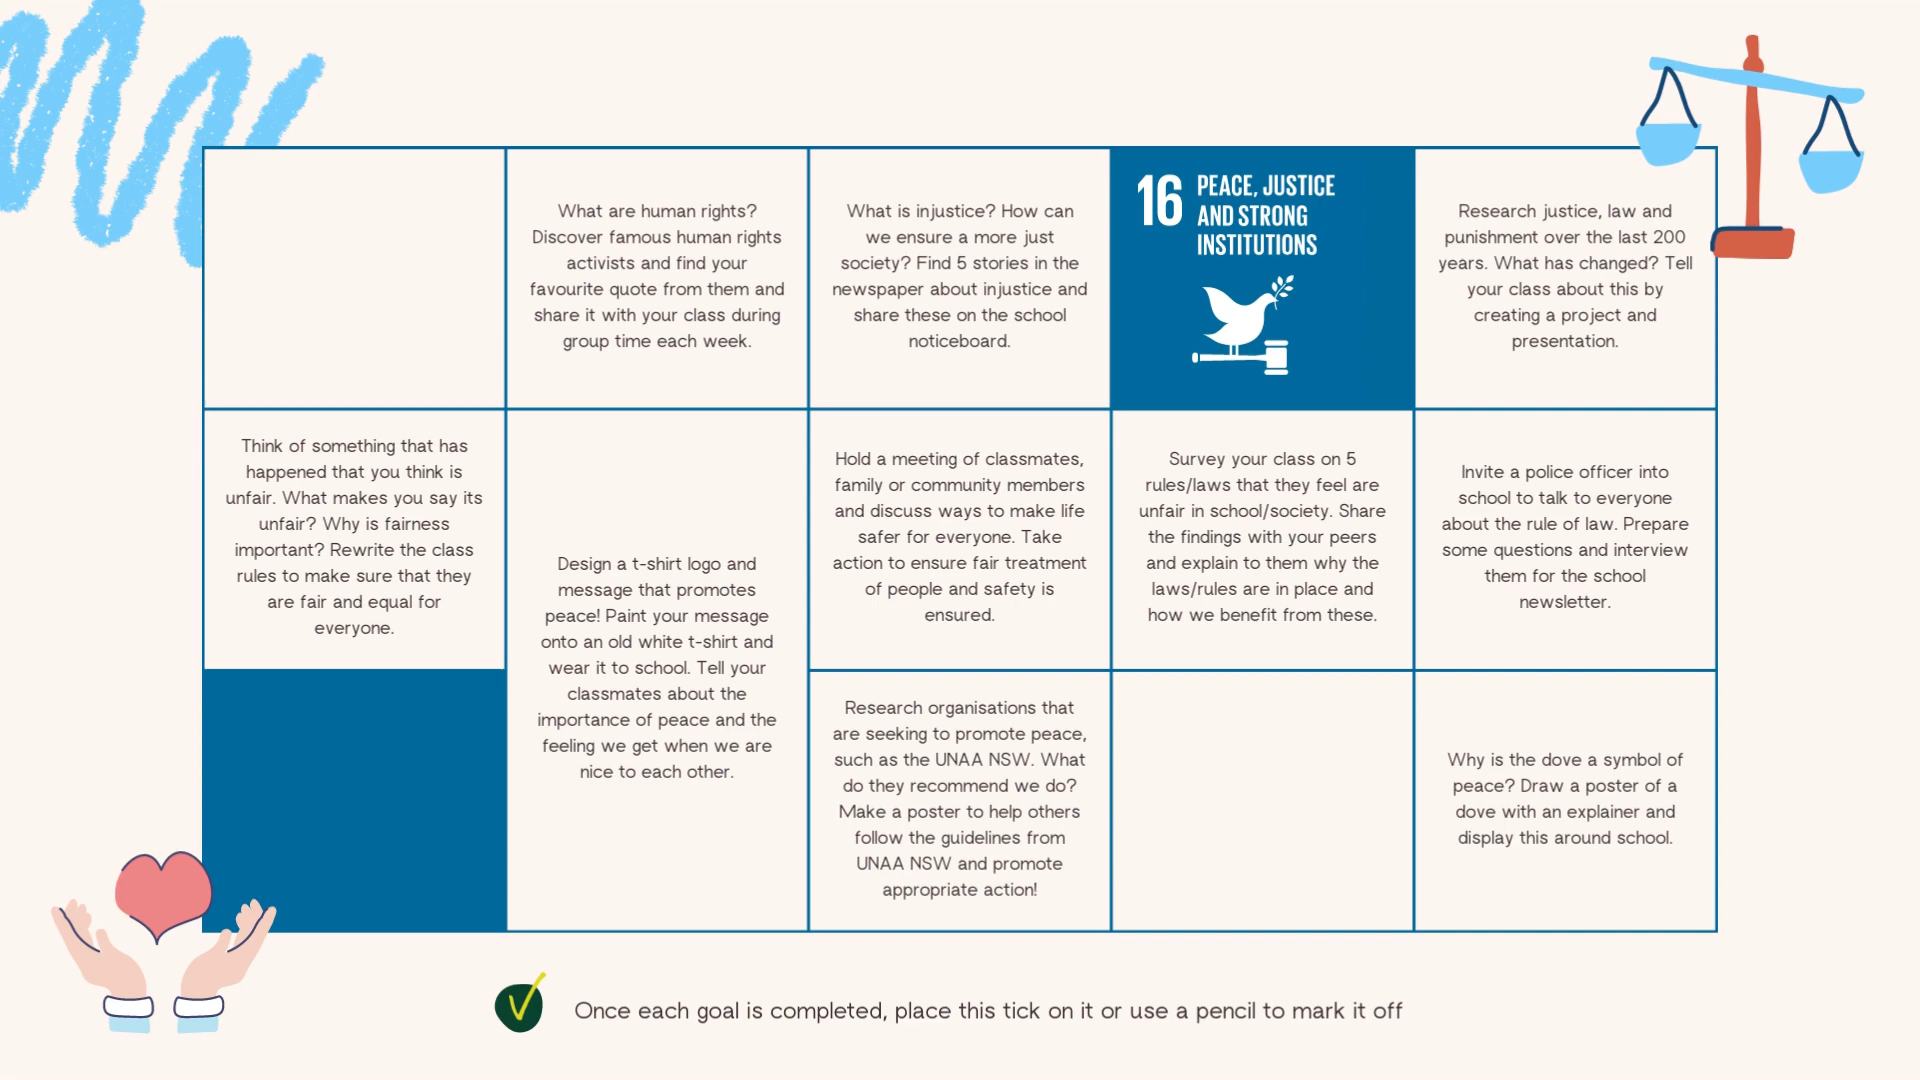 What are human rights?
Discover famous human rights
activists and find your
favourite quote from them and
share it with your class during
group time each week.
What is injustice? How can
we ensure a more just
society? Find 5 stories in the
newspaper about injustice and
share these on the school
noticeboard.
16 PEACE, JUSTICE
AND STRONG
INSTITUTIONS
Research justice, law and
punishment over the last 200
years. What has changed? Tell
your class about this by
creating a project and
presentation.
Think of something that has
happened that you think is
unfair. What makes you say its
unfair? Why is fairness
important? Rewrite the class
rules to make sure that they
are fair and equal for
everyone.
Design a t-shirt logo and
message that promotes
peace! Paint your message
onto an old white t-shirt and
wear it to school. Tell your
classmates about the
importance of peace and the
feeling we get when we are
nice to each other.
Hold a meeting of classmates,
family or community members
and discuss ways to make life
safer for everyone. Take
action to ensure fair treatment
of people and safety is
ensured.
Survey your class on 5
rules/laws that they feel are
unfair in school/society. Share
the findings with your peers
and explain to them why the
laws/rules are in place and
how we benefit from these.
Invite a police officer into
school to talk to everyone
about the rule of law. Prepare
some questions and interview
them for the school
newsletter.
Research organisations that
are seeking to promote peace,
such as the UNAA NSW. What
do they recommend we do?
Make a poster to help others
follow the guidelines from
UNAA NSW and promote
appropriate action!
Why is the dove a symbol of
peace? Draw a poster of a
dove with an explainer and
display this around school.
Once each goal is completed, place this tick on it or use a pencil to mark it off